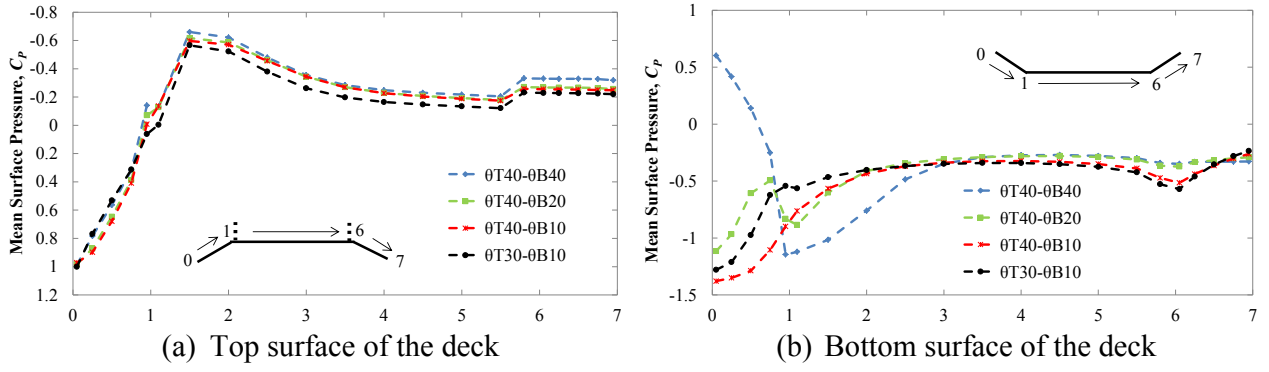 Mean Surface Pressure, C_P
-0.8
-0.6
-0.4
-0.2
0
0.2
0.4
0.6
0.8
1
1.2
0 1 2 3 4 5 6 7
θT40-θB40
θT40-θB20
θT40-θB10
θT30-θB10
0 1 6 7
(a) Top surface of the deck
Mean Surface Pressure, C_P
1
0.5
0
-0.5
-1
-1.5
0 1 2 3 4 5 6 7
0 1 6 7
θT40-θB40
θT40-θB20
θT40-θB10
θT30-θB10
(b) Bottom surface of the deck